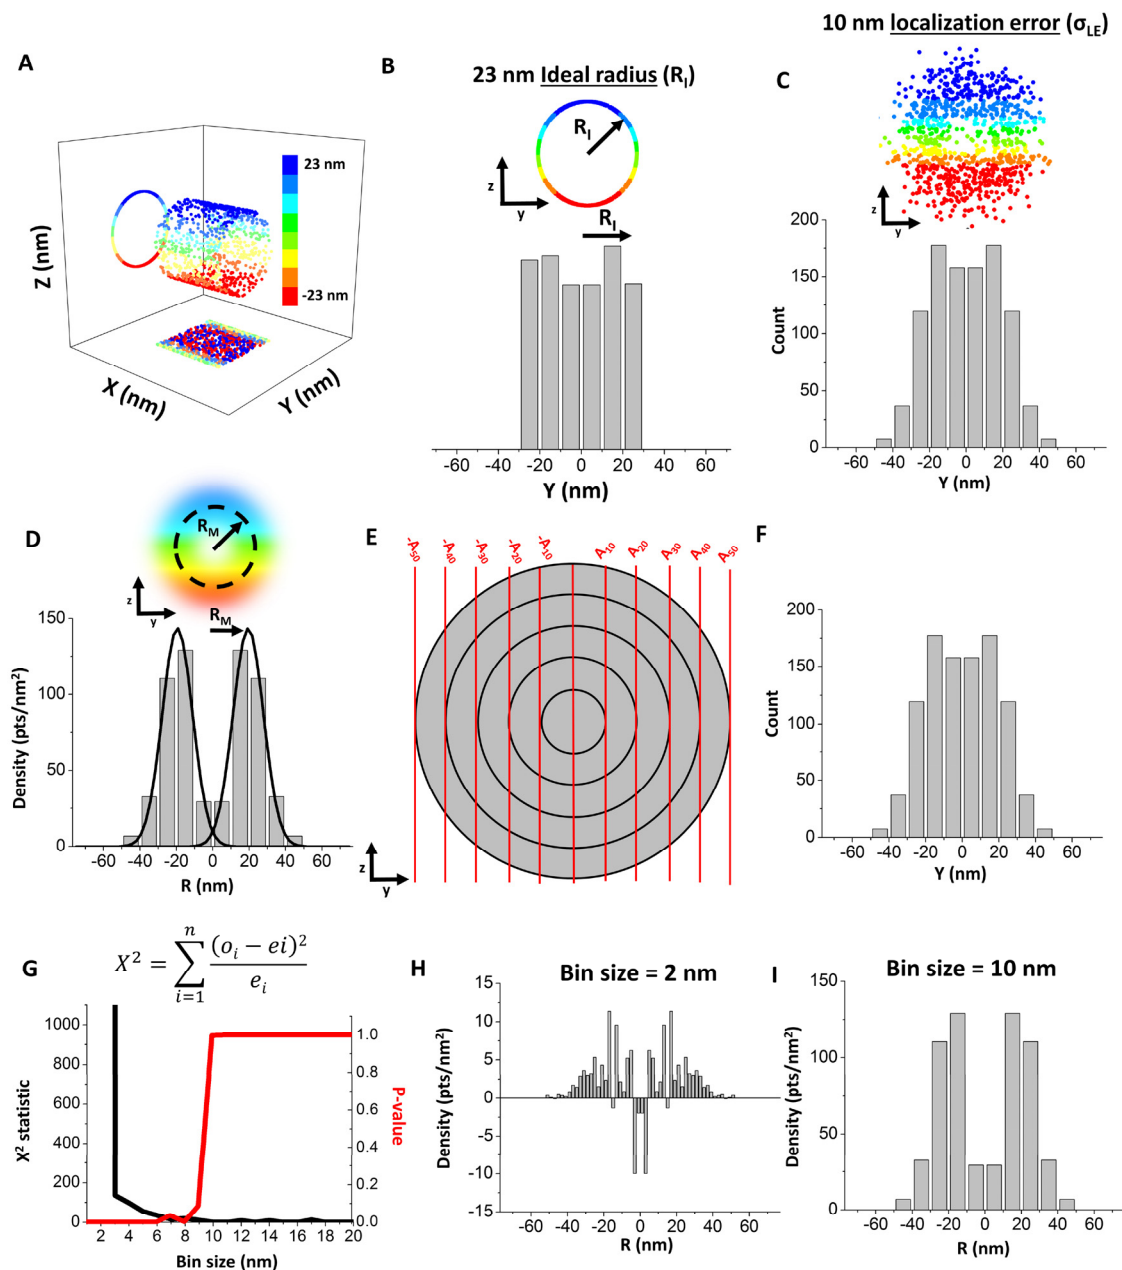 A
Z (nm)
X (nm)
Y (nm)
23 nm
-23 nm
B
23 nm Ideal radius (R_I)
R_I
z
y
R_I
-60 -40 -20 0 20 40 60
Y (nm)
10 nm localization error (σ_LE)
C
z
y
200
150
100
50
0
Count
-60 -40 -20 0 20 40 60
Y (nm)
D
R_M
z
y
R_M
150
100
50
0
Density (pts/nm²)
-60 -40 -20 0 20 40 60
R (nm)
E
-A₅₀ -A₄₀ -A₃₀ -A₂₀ -A₁₀ A₁₀ A₂₀ A₃₀ A₄₀ A₅₀
z
y
F
200
150
100
50
0
Count
-60 -40 -20 0 20 40 60
Y (nm)
G
X² = ∑ⁿᵢ₌₁ (oᵢ − ei)² / eᵢ
1000
800
600
400
200
0
X² statistic
1.0
0.8
0.6
0.4
0.2
0.0
P-value
2 4 6 8 10 12 14 16 18 20
Bin size (nm)
H
Bin size = 2 nm
15
10
5
0
-5
-10
-15
Density (pts/nm²)
-60 -40 -20 0 20 40 60
R (nm)
I
Bin size = 10 nm
150
100
50
0
Density (pts/nm²)
-60 -40 -20 0 20 40 60
R (nm)